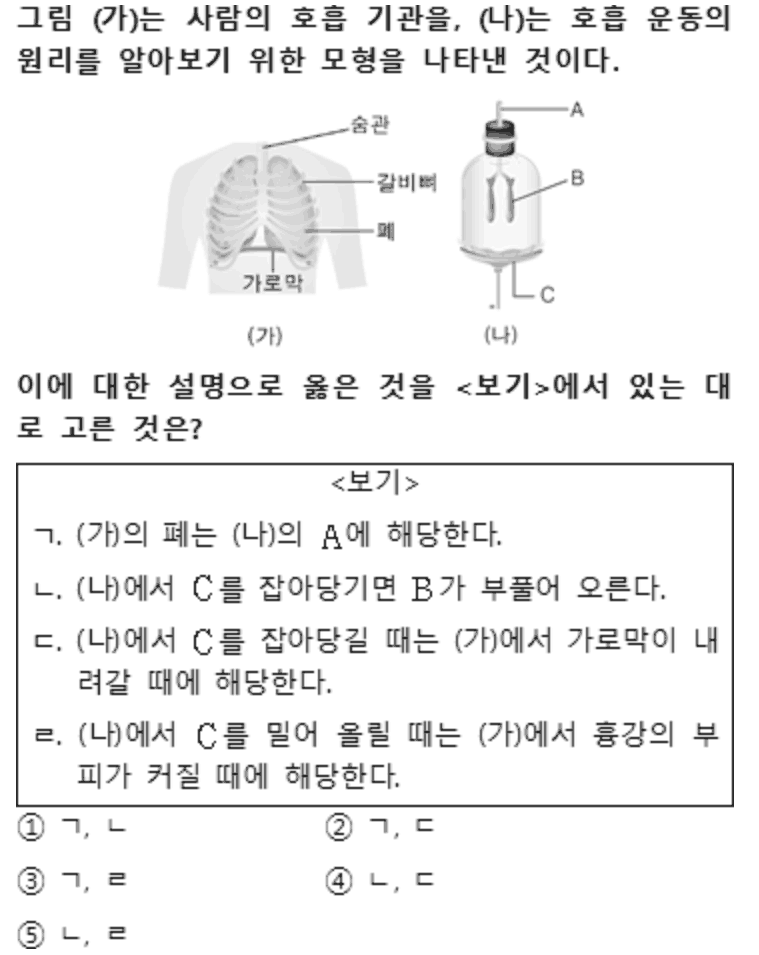 그림 (가)는 사람의 호흡 기관을, (나)는 호흡 운동의
원리를 알아보기 위한 모형을 나타낸 것이다.
숨관
갈비뼈
폐
가로막
(가)
A
B
C
(나)
이에 대한 설명으로 옳은 것을 <보기>에서 있는 대
로 고른 것은?
<보기>
ㄱ. (가)의 폐는 (나)의 A에 해당한다.
ㄴ. (나)에서 C를 잡아당기면 B가 부풀어 오른다.
ㄷ. (나)에서 C를 잡아당길 때는 (가)에서 가로막이 내
려갈 때에 해당한다.
ㄹ. (나)에서 C를 밀어 올릴 때는 (가)에서 흉강의 부
피가 커질 때에 해당한다.
① ㄱ, ㄴ ② ㄱ, ㄷ
③ ㄱ, ㄹ ④ ㄴ, ㄷ
⑤ ㄴ, ㄹ